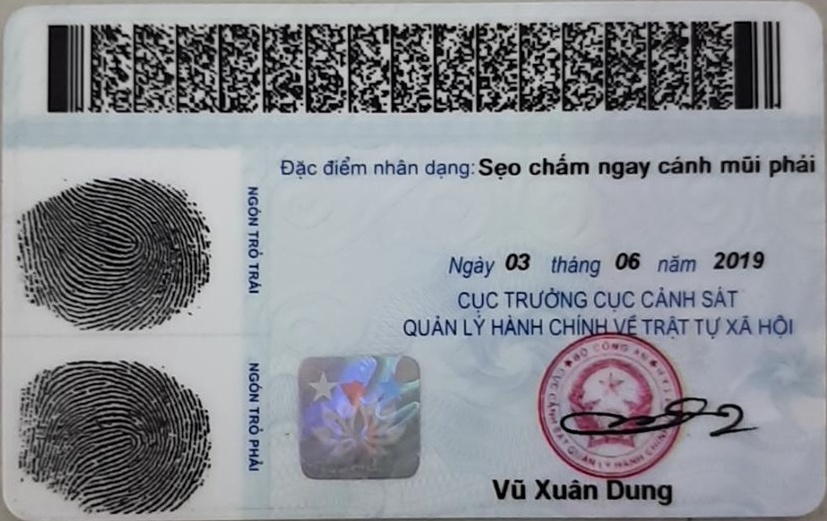 Đặc điểm nhân dạng: Sẹo chấm ngay cánh mũi phải
NGÓN TRỎ TRÁI
Ngày 03 tháng 06 năm 2019
CỤC TRƯỞNG CỤC CẢNH SÁT
QUẢN LÝ HÀNH CHÍNH VỀ TRẬT TỰ XÃ HỘI
NGÓN TRỎ PHẢI
BỘ CÔNG AN
CỤC CẢNH SÁT QUẢN LÝ HÀNH CHÍNH
Vũ Xuân Dung